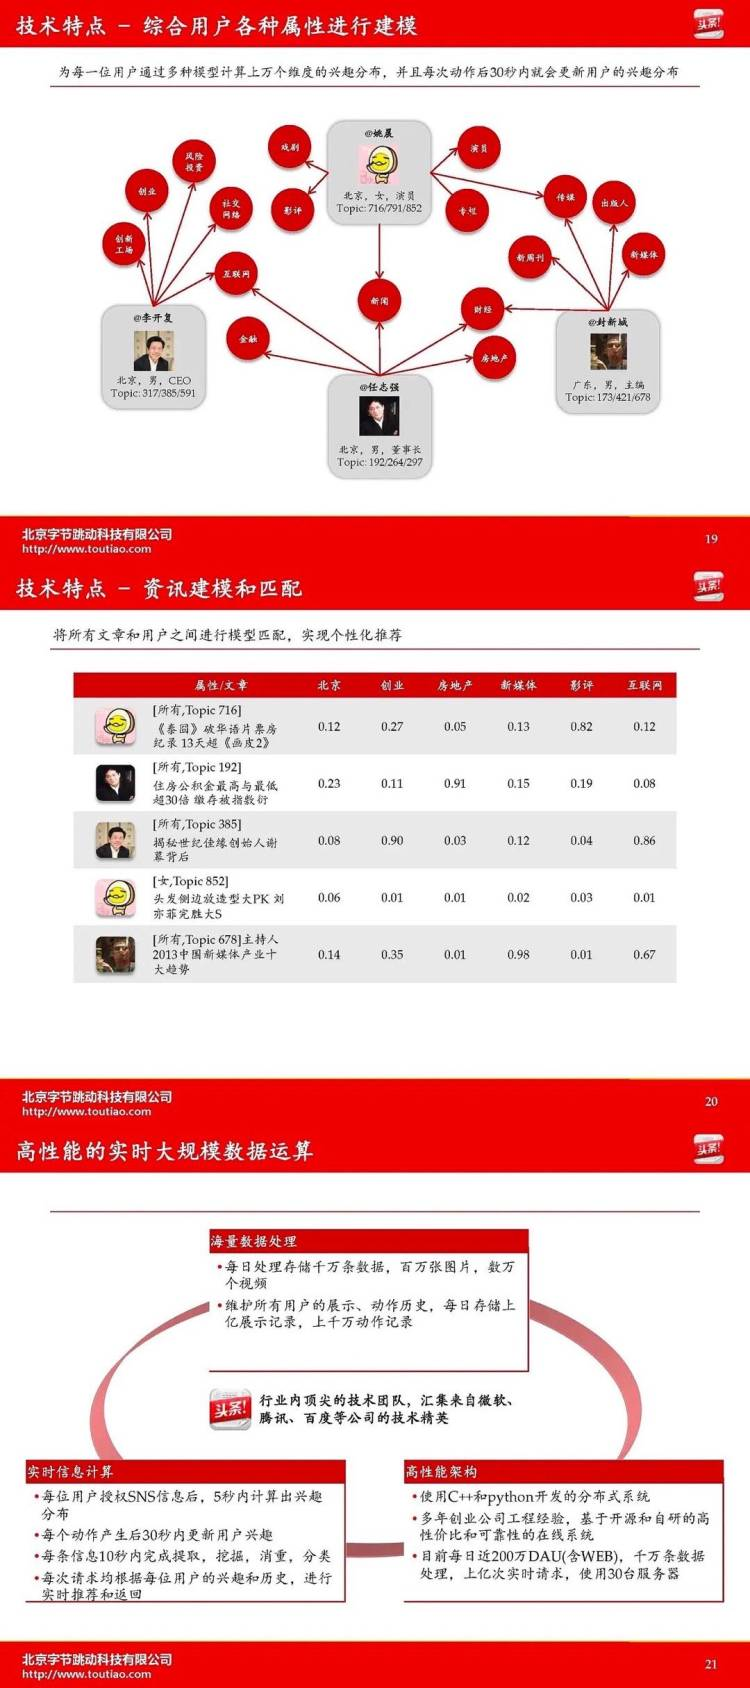 技术特点 - 综合用户各种属性进行建模
头条!
为每一位用户通过多种模型计算上万个维度的兴趣分布，并且每次动作后30秒内就会更新用户的兴趣分布
@姚晨
北京，女，演员
Topic: 716/791/852
戏剧
影评
演员
专栏
风险
投资
创业
社交
网络
创新
工场
互联网
传媒
出版人
新周刊
新媒体
新闻
财经
金融
房地产
@李开复
北京，男，CEO
Topic: 317/385/591
@任志强
北京，男，董事长
Topic: 192/264/297
@封新城
广东，男，主编
Topic: 173/421/678
北京字节跳动科技有限公司
http://www.toutiao.com
19
技术特点 - 资讯建模和匹配
头条!
将所有文章和用户之间进行模型匹配，实现个性化推荐
属性/文章 北京 创业 房地产 新媒体 影评 互联网
[所有,Topic 716]
《泰囧》破华语片票房
纪录 13天超《画皮2》
0.12 0.27 0.05 0.13 0.82 0.12
[所有,Topic 192]
住房公积金最高与最低
超30倍 缴存被指敷衍
0.23 0.11 0.91 0.15 0.19 0.08
[所有,Topic 385]
揭秘世纪佳缘创始人谢
幕背后
0.08 0.90 0.03 0.12 0.04 0.86
[女,Topic 852]
头发侧边放造型大PK 刘
亦菲完胜大S
0.06 0.01 0.01 0.02 0.03 0.01
[所有,Topic 678]主持人
2013中国新媒体产业十
大趋势
0.14 0.35 0.01 0.98 0.01 0.67
北京字节跳动科技有限公司
http://www.toutiao.com
20
高性能的实时大规模数据运算
头条!
海量数据处理
•每日处理存储千万条数据，百万张图片，数万
个视频
•维护所有用户的展示、动作历史，每日存储上
亿展示记录，上千万动作记录
头条!
行业内顶尖的技术团队，汇集来自微软、
腾讯、百度等公司的技术精英
实时信息计算
•每位用户授权SNS信息后，5秒内计算出兴趣
分布
•每个动作产生后30秒内更新用户兴趣
•每条信息10秒内完成提取，挖掘，消重，分类
•每次请求均根据每位用户的兴趣和历史，进行
实时推荐和返回
高性能架构
•使用C++和python开发的分布式系统
•多年创业公司工程经验，基于开源和自研的高
性价比和可靠性的在线系统
•目前每日近200万DAU(含WEB)，千万条数据
处理，上亿次实时请求，使用30台服务器
北京字节跳动科技有限公司
http://www.toutiao.com
21